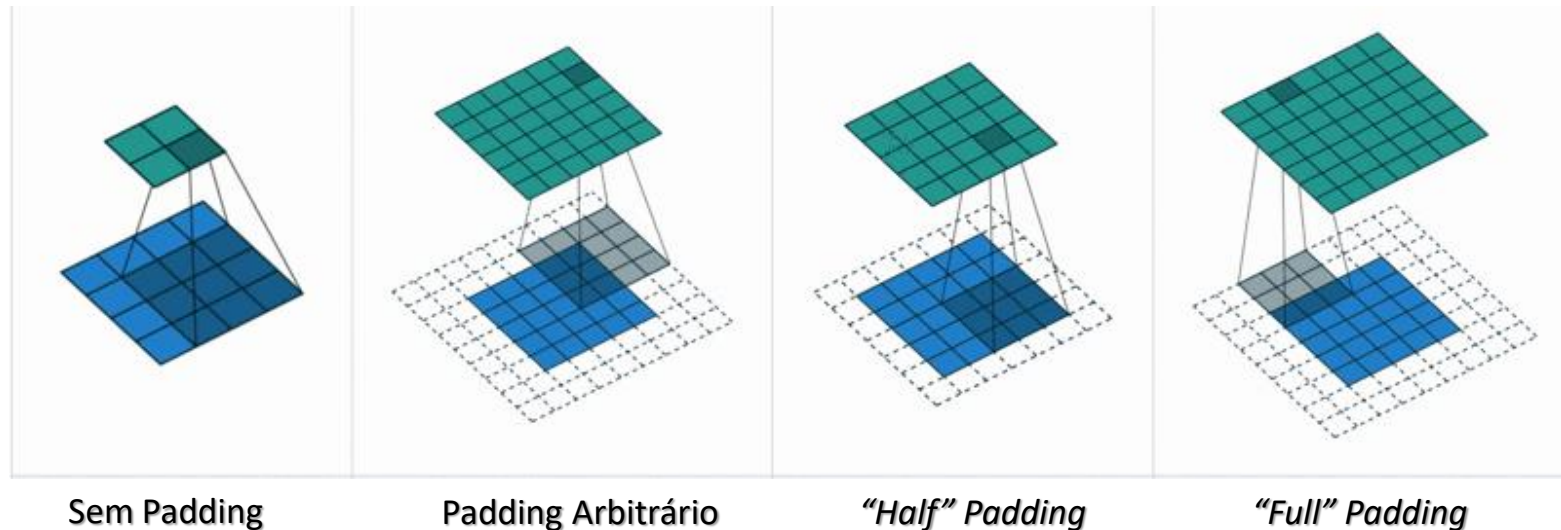 Sem Padding
Padding Arbitrário
“Half” Padding
“Full” Padding